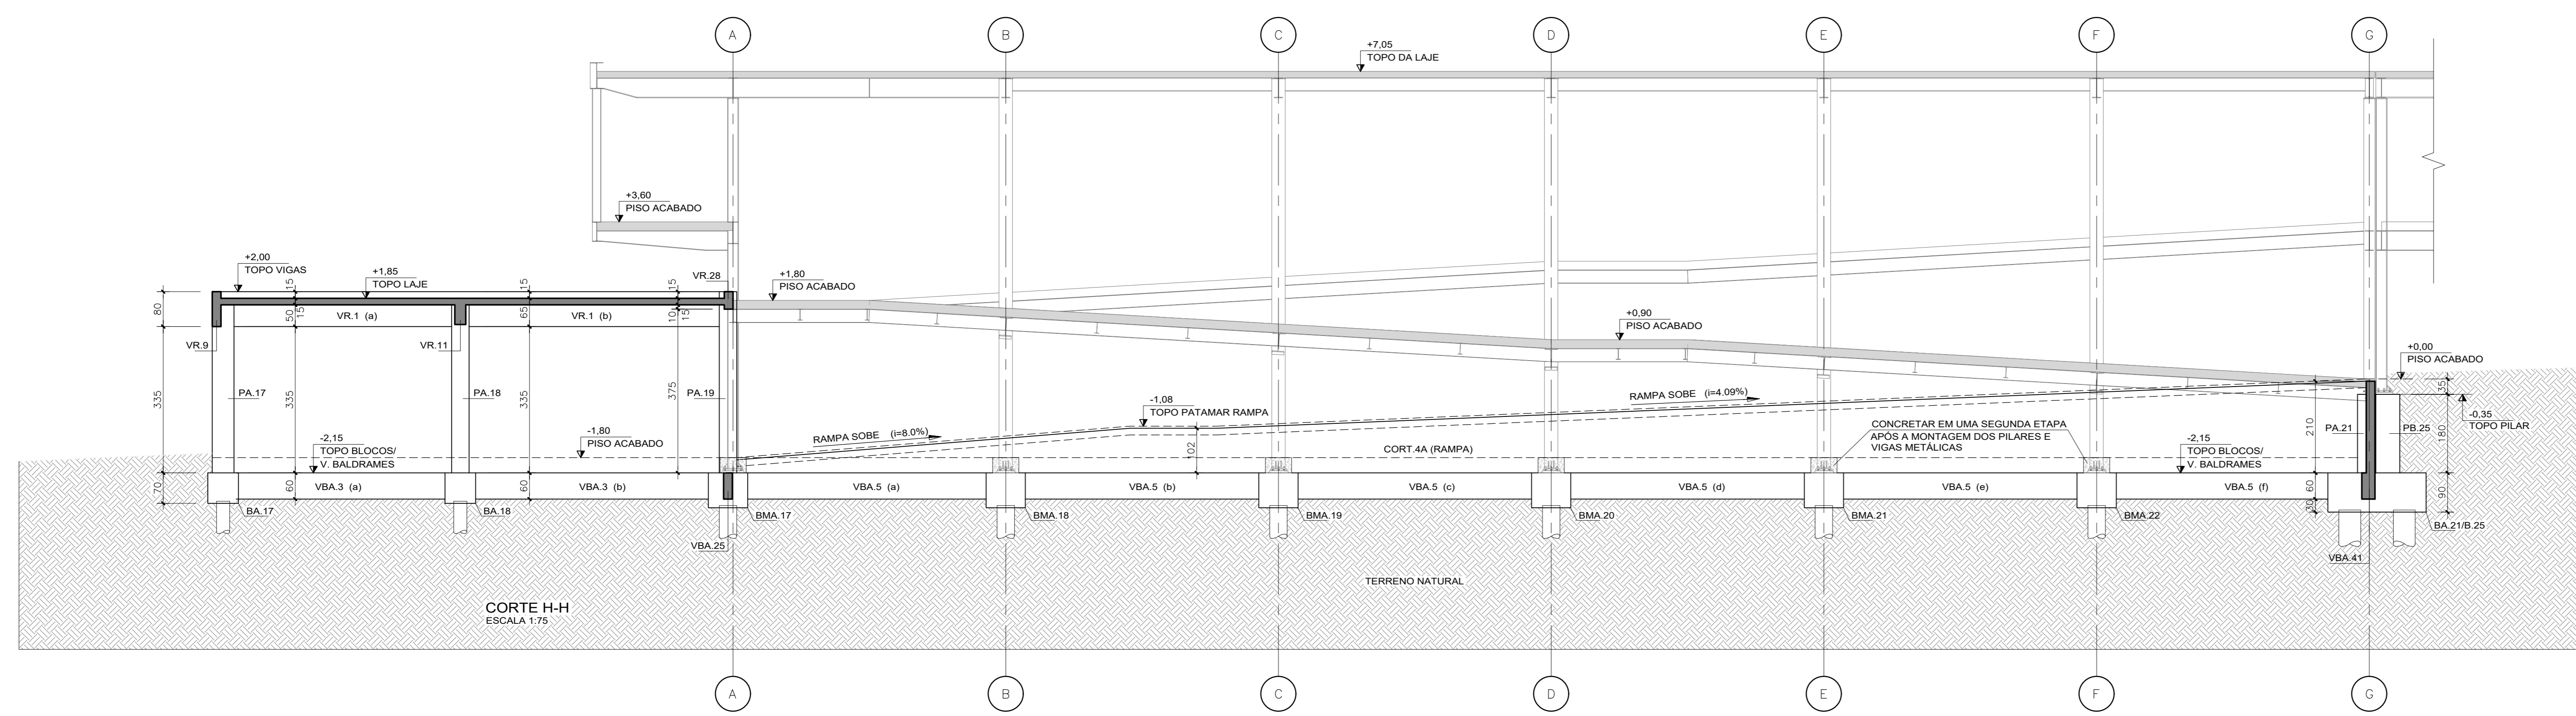 A B C D E F G
+7,05
TOPO DA LAJE
+3,60
PISO ACABADO
+2,00
TOPO VIGAS
+1,85
TOPO LAJE
VR.28
+1,80
PISO ACABADO
15 15 15
80
50 15
65
10 15
VR.1 (a)
VR.1 (b)
+0,90
PISO ACABADO
VR.9
VR.11
+0,00
PISO ACABADO
335
335
335
375
PA.17
PA.18
PA.19
-1,08
TOPO PATAMAR RAMPA
RAMPA SOBE (i=4.09%)
35
-0,35
TOPO PILAR
-2,15
TOPO BLOCOS/
V. BALDRAMES
-1,80
PISO ACABADO
RAMPA SOBE (i=8.0%)
102
CORT.4A (RAMPA)
CONCRETAR EM UMA SEGUNDA ETAPA
APÓS A MONTAGEM DOS PILARES E
VIGAS METÁLICAS
-2,15
TOPO BLOCOS/
V. BALDRAMES
210
PA.21
PB.25
180
70
60
60
VBA.3 (a)
VBA.3 (b)
VBA.5 (a)
VBA.5 (b)
VBA.5 (c)
VBA.5 (d)
VBA.5 (e)
VBA.5 (f)
60
30
90
BA.17
BA.18
BMA.17
BMA.18
BMA.19
BMA.20
BMA.21
BMA.22
BA.21/B.25
VBA.25
VBA.41
TERRENO NATURAL
CORTE H-H
ESCALA 1:75
A B C D E F G